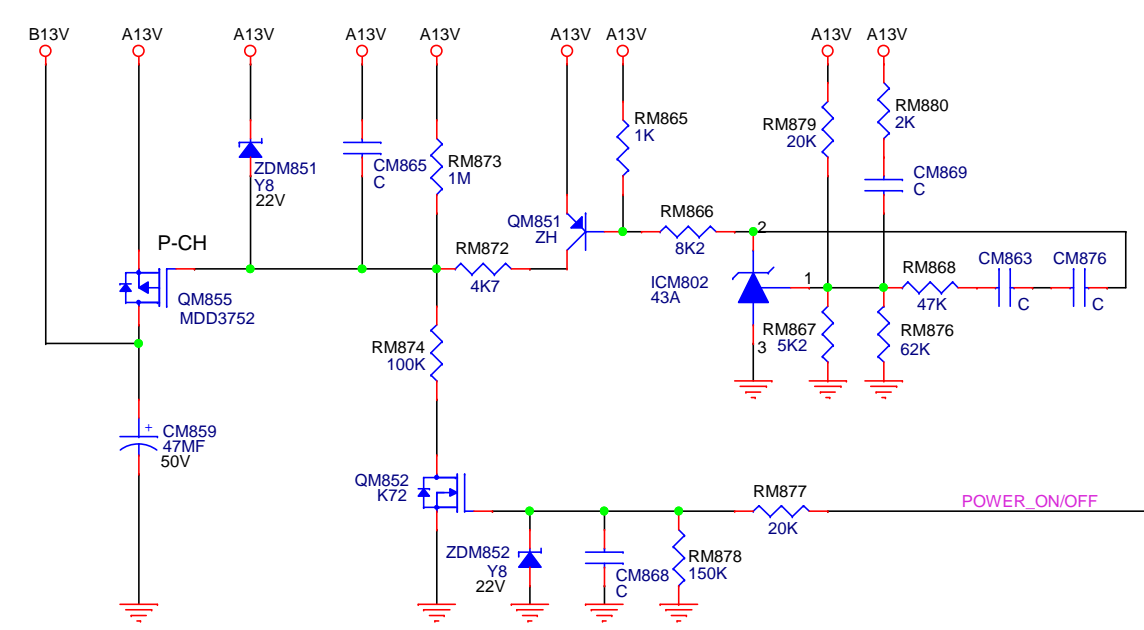 B13V
A13V
A13V
A13V
A13V
A13V
A13V
A13V
A13V
RM880
2K
RM865
1K
RM879
20K
ZDM851
Y8
22V
CM865
C
RM873
1M
CM869
C
QM851
ZH
RM866
8K2
2
P-CH
RM872
4K7
ICM802
43A
1
RM868
47K
CM863
C
CM876
C
QM855
MDD3752
RM874
100K
3
RM867
5K2
RM876
62K
+
CM859
47MF
50V
QM852
K72
RM877
20K
POWER_ON/OFF
ZDM852
Y8
22V
CM868
C
RM878
150K